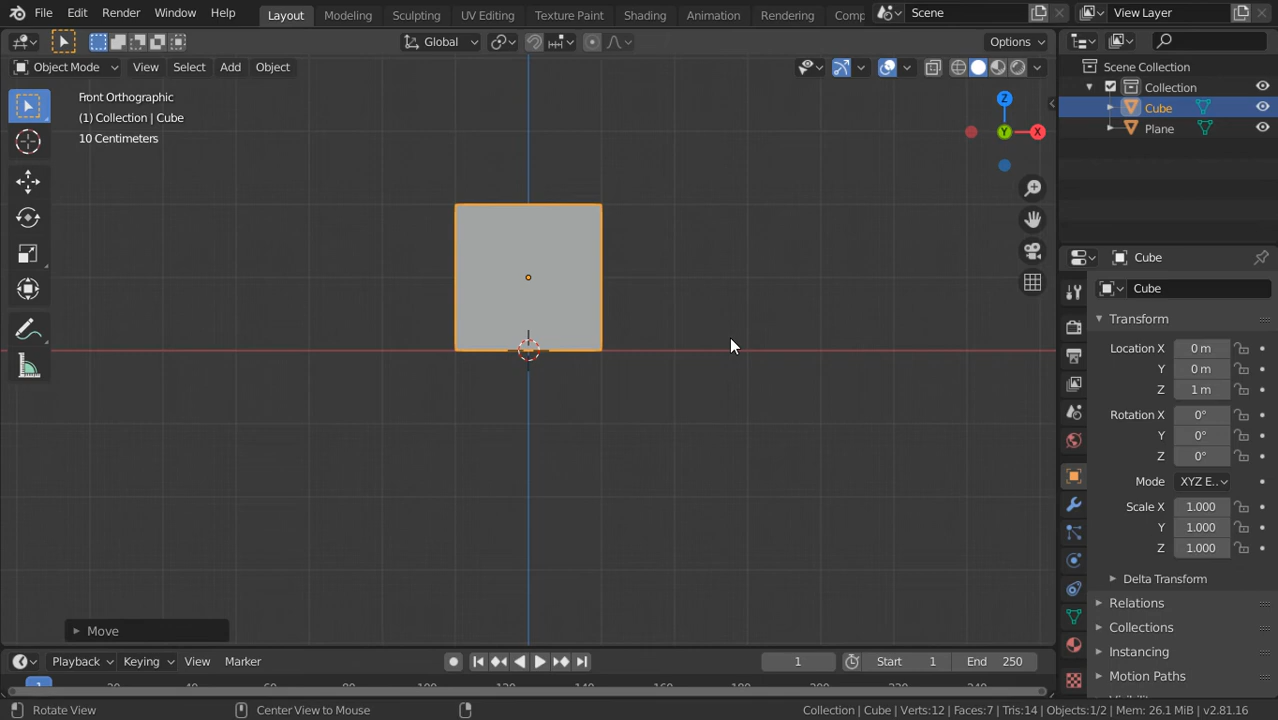 File Edit Render Window Help Layout Modeling Sculpting UV Editing Texture Paint Shading Animation Rendering Comp Scene View Layer
Global Options
Object Mode View Select Add Object
Scene Collection
Collection
Cube
Plane
Front Orthographic
(1) Collection | Cube
10 Centimeters
Z
Y
X
Cube
Cube
Transform
Location X 0 m
Y 0 m
Z 1 m
Rotation X 0°
Y 0°
Z 0°
Mode XYZ E..
Scale X 1.000
Y 1.000
Z 1.000
Delta Transform
Relations
Collections
Instancing
Motion Paths
Move
Playback Keying View Marker 1 Start 1 End 250
1
Rotate View Center View to Mouse Collection | Cube | Verts:12 | Faces:7 | Tris:14 | Objects:1/2 | Mem: 26.1 MiB | v2.81.16